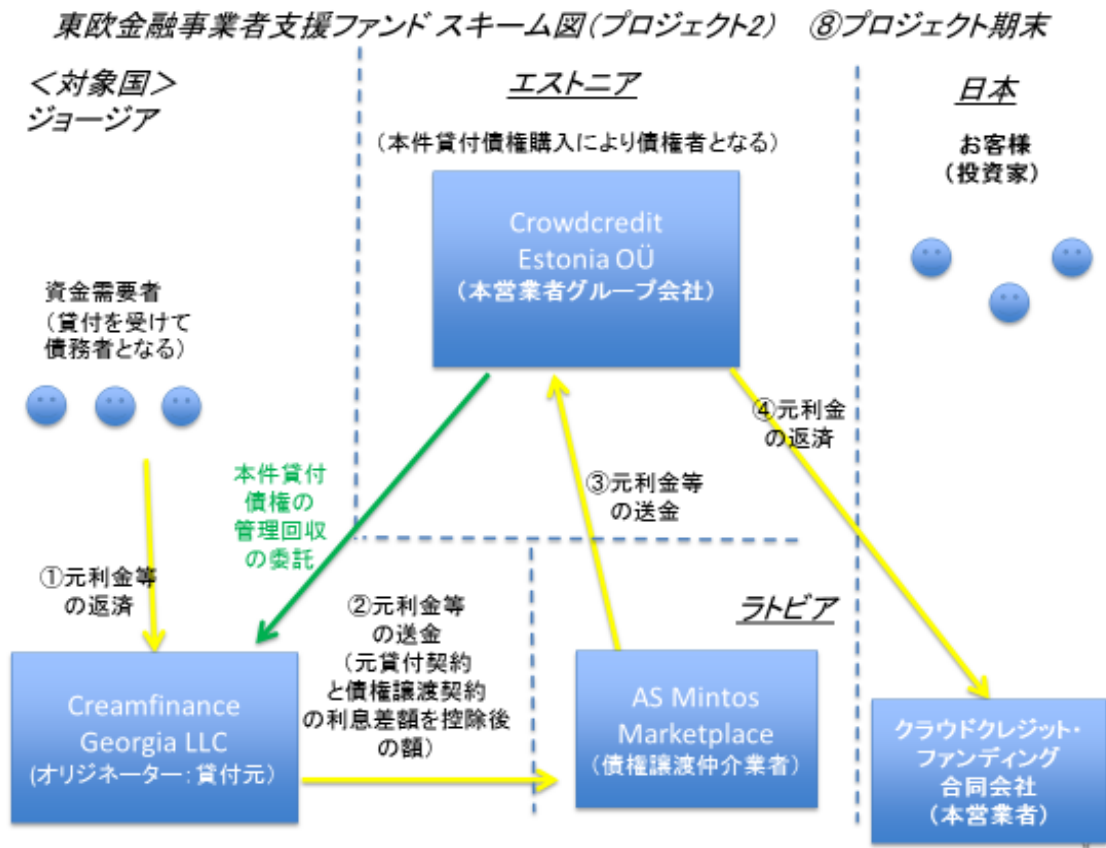 東欧金融事業者支援ファンド スキーム図(プロジェクト2) ⑧プロジェクト期末
<対象国>
ジョージア
エストニア
日本
(本件貸付債権購入により債権者となる)
お客様
(投資家)
Crowdcredit
Estonia OÜ
(本営業者グループ会社)
資金需要者
(貸付を受けて
債務者となる)
④元利金
の返済
本件貸付
債権の
管理回収
の委託
③元利金等
の送金
①元利金等
の返済
②元利金等
の送金
(元貸付契約
と債権譲渡契約
の利息差額を控除後
の額)
ラトビア
Creamfinance
Georgia LLC
(オリジネーター:貸付元)
AS Mintos
Marketplace
(債権譲渡仲介業者)
クラウドクレジット・
ファンディング
合同会社
(本営業者)